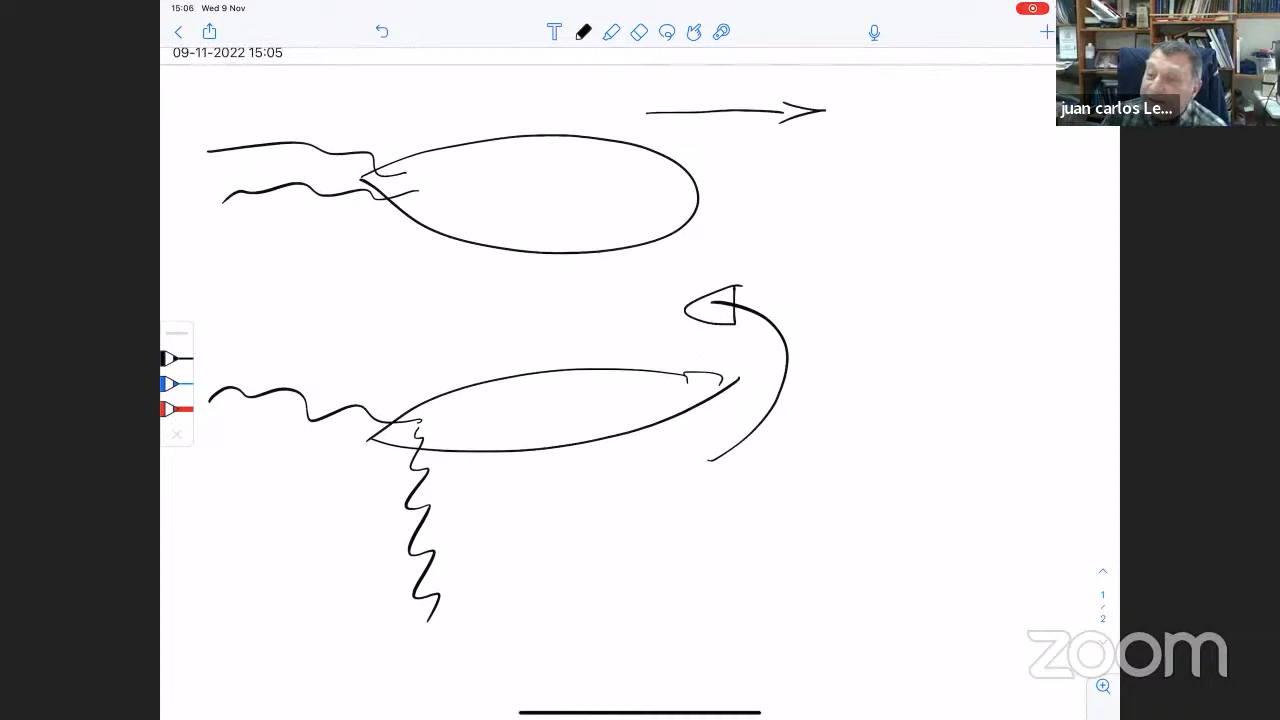 15:06 Wed 9 Nov
09-11-2022 15:05
T
juan carlos Le...
1
/
2
zoom